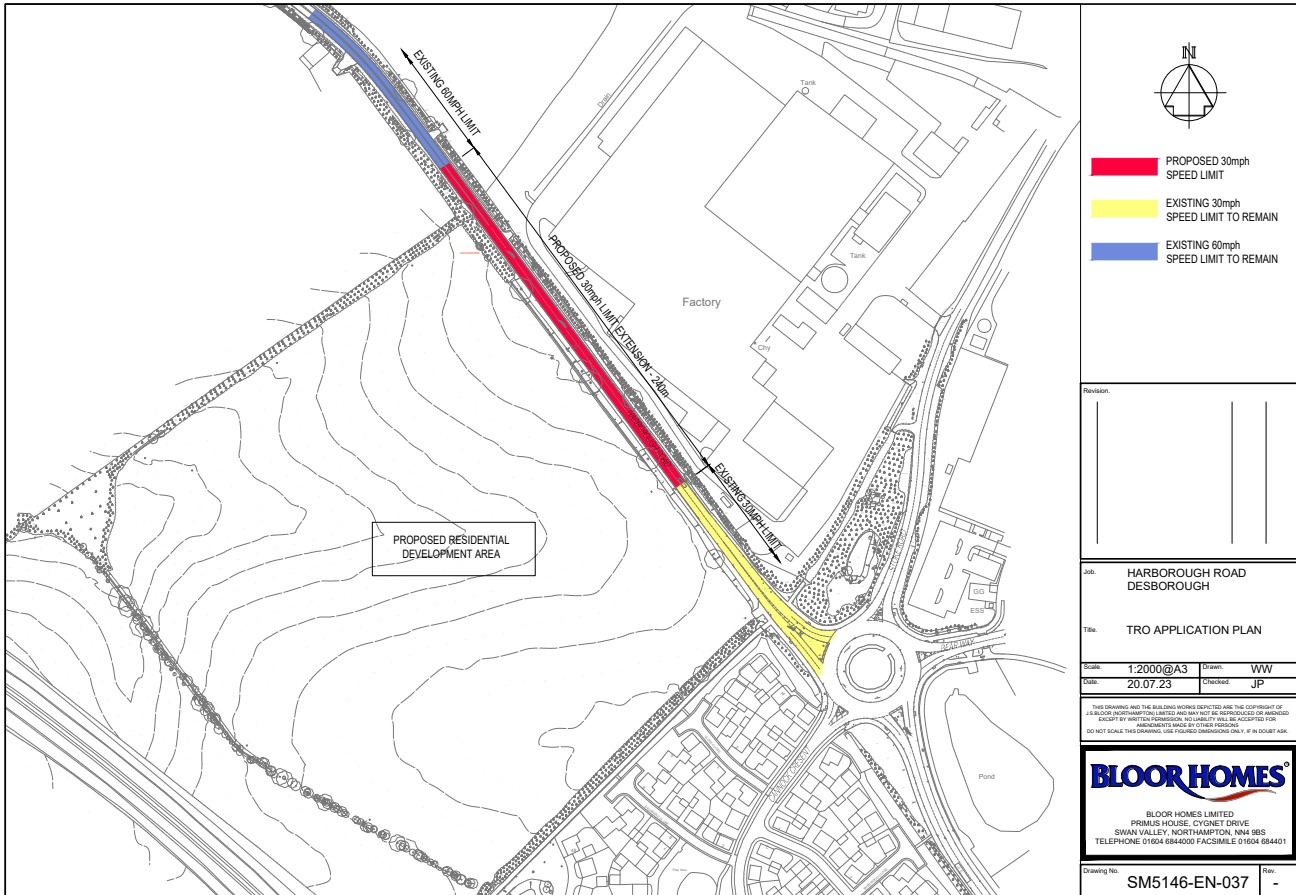 EXISTING 60MPH LIMIT
PROPOSED 30mph LIMIT EXTENSION - 240m
EXISTING 30MPH LIMIT
Drain
Tank
Tank
Factory
Chy
PROPOSED RESIDENTIAL
DEVELOPMENT AREA
GG
ESS
BEAR WAY
Pond
N
PROPOSED 30mph
SPEED LIMIT
EXISTING 30mph
SPEED LIMIT TO REMAIN
EXISTING 60mph
SPEED LIMIT TO REMAIN
Revision.
Job. HARBOROUGH ROAD
DESBOROUGH
Title. TRO APPLICATION PLAN
Scale. 1:2000@A3 Drawn. WW
Date. 20.07.23 Checked. JP
THIS DRAWING AND THE BUILDING WORKS DEPICTED ARE THE COPYRIGHT OF
J.S.BLOOR (NORTHAMPTON) LIMITED AND MAY NOT BE REPRODUCED OR AMENDED
EXCEPT BY WRITTEN PERMISSION. NO LIABILITY WILL BE ACCEPTED FOR
AMENDMENTS MADE BY OTHER PERSONS
DO NOT SCALE THIS DRAWING, USE FIGURED DIMENSIONS ONLY, IF IN DOUBT ASK.
BLOOR HOMES
BLOOR HOMES LIMITED
PRIMUS HOUSE, CYGNET DRIVE
SWAN VALLEY, NORTHAMPTON, NN4 9BS
TELEPHONE 01604 6844000 FACSIMILE 01604 684401
Drawing No. SM5146-EN-037 Rev. -